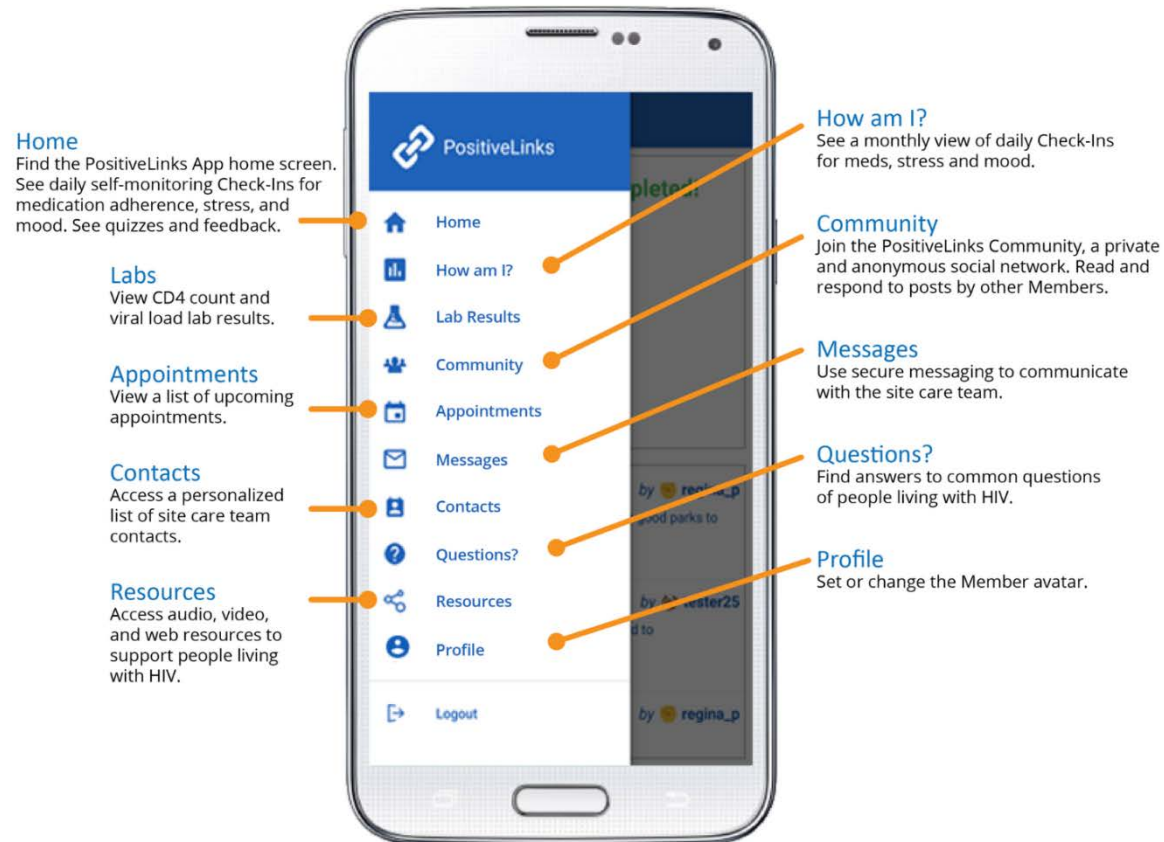 Home
Find the PositiveLinks App home screen.
See daily self-monitoring Check-Ins for
medication adherence, stress, and
mood. See quizzes and feedback.
Labs
View CD4 count and
viral load lab results.
Appointments
View a list of upcoming
appointments.
Contacts
Access a personalized
list of site care team
contacts.
Resources
Access audio, video,
and web resources to
support people living
with HIV.
PositiveLinks
Home
How am I?
Lab Results
Community
Appointments
Messages
Contacts
Questions?
Resources
Profile
Logout
pleted!
by regina_p
good parks to
by tester25
d to
by regina_p
How am I?
See a monthly view of daily Check-Ins
for meds, stress and mood.
Community
Join the PositiveLinks Community, a private
and anonymous social network. Read and
respond to posts by other Members.
Messages
Use secure messaging to communicate
with the site care team.
Questions?
Find answers to common questions
of people living with HIV.
Profile
Set or change the Member avatar.